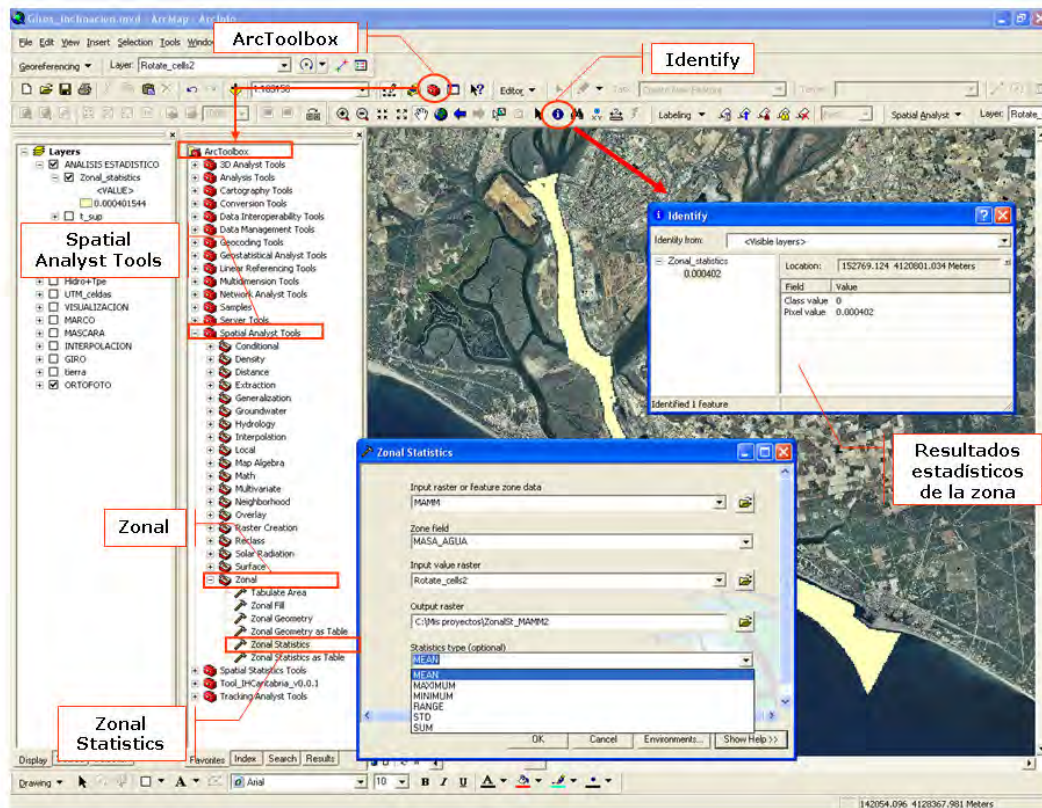 Giros_inclinacion.mxd - ArcMap - ArcInfo
File Edit View Insert Selection Tools Window
ArcToolbox
Identify
Georeferencing Layer: Rotate_cells2
1:103150
Editor
Task: Create New Feature
Target:
Labeling
Spatial Analyst Layer: Rotate_
Layers
ANALISIS ESTADISTICO
Zonal_statistics
<VALUE>
0.000401544
t_sup
Spatial
Analyst Tools
Hidro+Tpe
UTM_celdas
VISUALIZACION
MARCO
MASCARA
INTERPOLACION
GIRO
tierra
ORTOFOTO
ArcToolbox
3D Analyst Tools
Analysis Tools
Cartography Tools
Conversion Tools
Data Interoperability Tools
Data Management Tools
Geocoding Tools
Geostatistical Analyst Tools
Linear Referencing Tools
Multidimension Tools
Network Analyst Tools
Samples
Server Tools
Spatial Analyst Tools
Conditional
Density
Distance
Extraction
Generalization
Groundwater
Hydrology
Interpolation
Local
Map Algebra
Math
Multivariate
Neighborhood
Overlay
Raster Creation
Reclass
Solar Radiation
Surface
Zonal
Tabulate Area
Zonal Fill
Zonal Geometry
Zonal Geometry as Table
Zonal Statistics
Zonal Statistics as Table
Spatial Statistics Tools
Tool_IHCantabria_v0.0.1
Tracking Analyst Tools
Zonal
Zonal
Statistics
Identify
Identify from: <Visible layers>
Zonal_statistics
0.000402
Location: 152769.124 4120801.034 Meters
Field Value
Class value 0
Pixel value 0.000402
Identified 1 feature
Resultados
estadísticos
de la zona
Zonal Statistics
Input raster or feature zone data
MAMM
Zone field
MASA_AGUA
Input value raster
Rotate_cells2
Output raster
C:\Mis proyectos\ZonalSt_MAMM2
Statistics type (optional)
MEAN
MEAN
MAXIMUM
MINIMUM
RANGE
STD
SUM
OK Cancel Environments... Show Help >>
Display
Favorites Index Search Results
Drawing
Arial
10
B I U A
142054.096 4128367.981 Meters